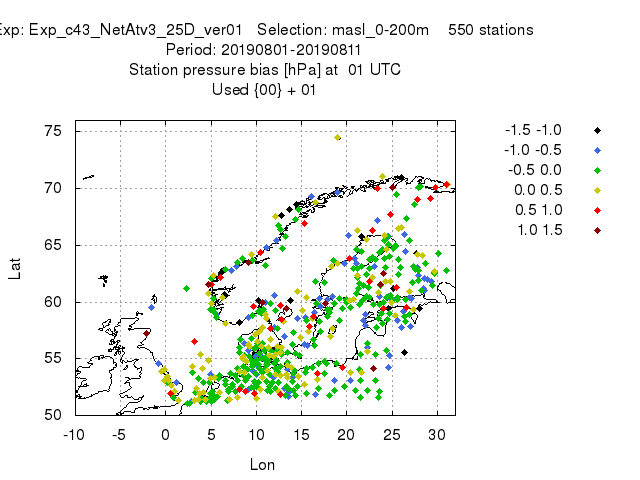 Exp: Exp_c43_NetAtv3_25D_ver01 Selection: masl_0-200m 550 stations
Period: 20190801-20190811
Station pressure bias [hPa] at 01 UTC
Used {00} + 01
75
70
65
60
55
50
Lat
-10 -5 0 5 10 15 20 25 30
Lon
-1.5 -1.0
-1.0 -0.5
-0.5 0.0
0.0 0.5
0.5 1.0
1.0 1.5